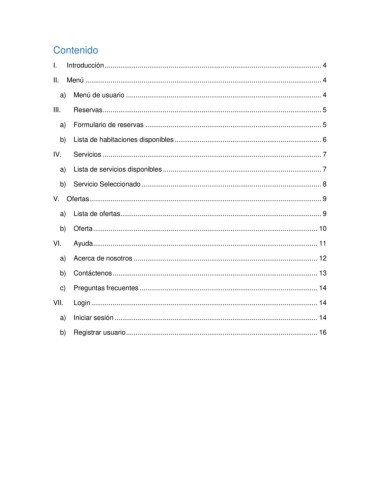 Contenido
I. Introducción ........ 4
II. Menú ........ 4
a) Menú de usuario ........ 4
III. Reservas ........ 5
a) Formulario de reservas ........ 5
b) Lista de habitaciones disponibles ........ 6
IV. Servicios ........ 7
a) Lista de servicios disponibles ........ 7
b) Servicio Seleccionado ........ 8
V. Ofertas ........ 9
a) Lista de ofertas ........ 9
b) Oferta ........ 10
VI. Ayuda ........ 11
a) Acerca de nosotros ........ 12
b) Contáctenos ........ 13
c) Preguntas frecuentes ........ 14
VII. Login ........ 14
a) Iniciar sesión ........ 14
b) Registrar usuario ........ 16